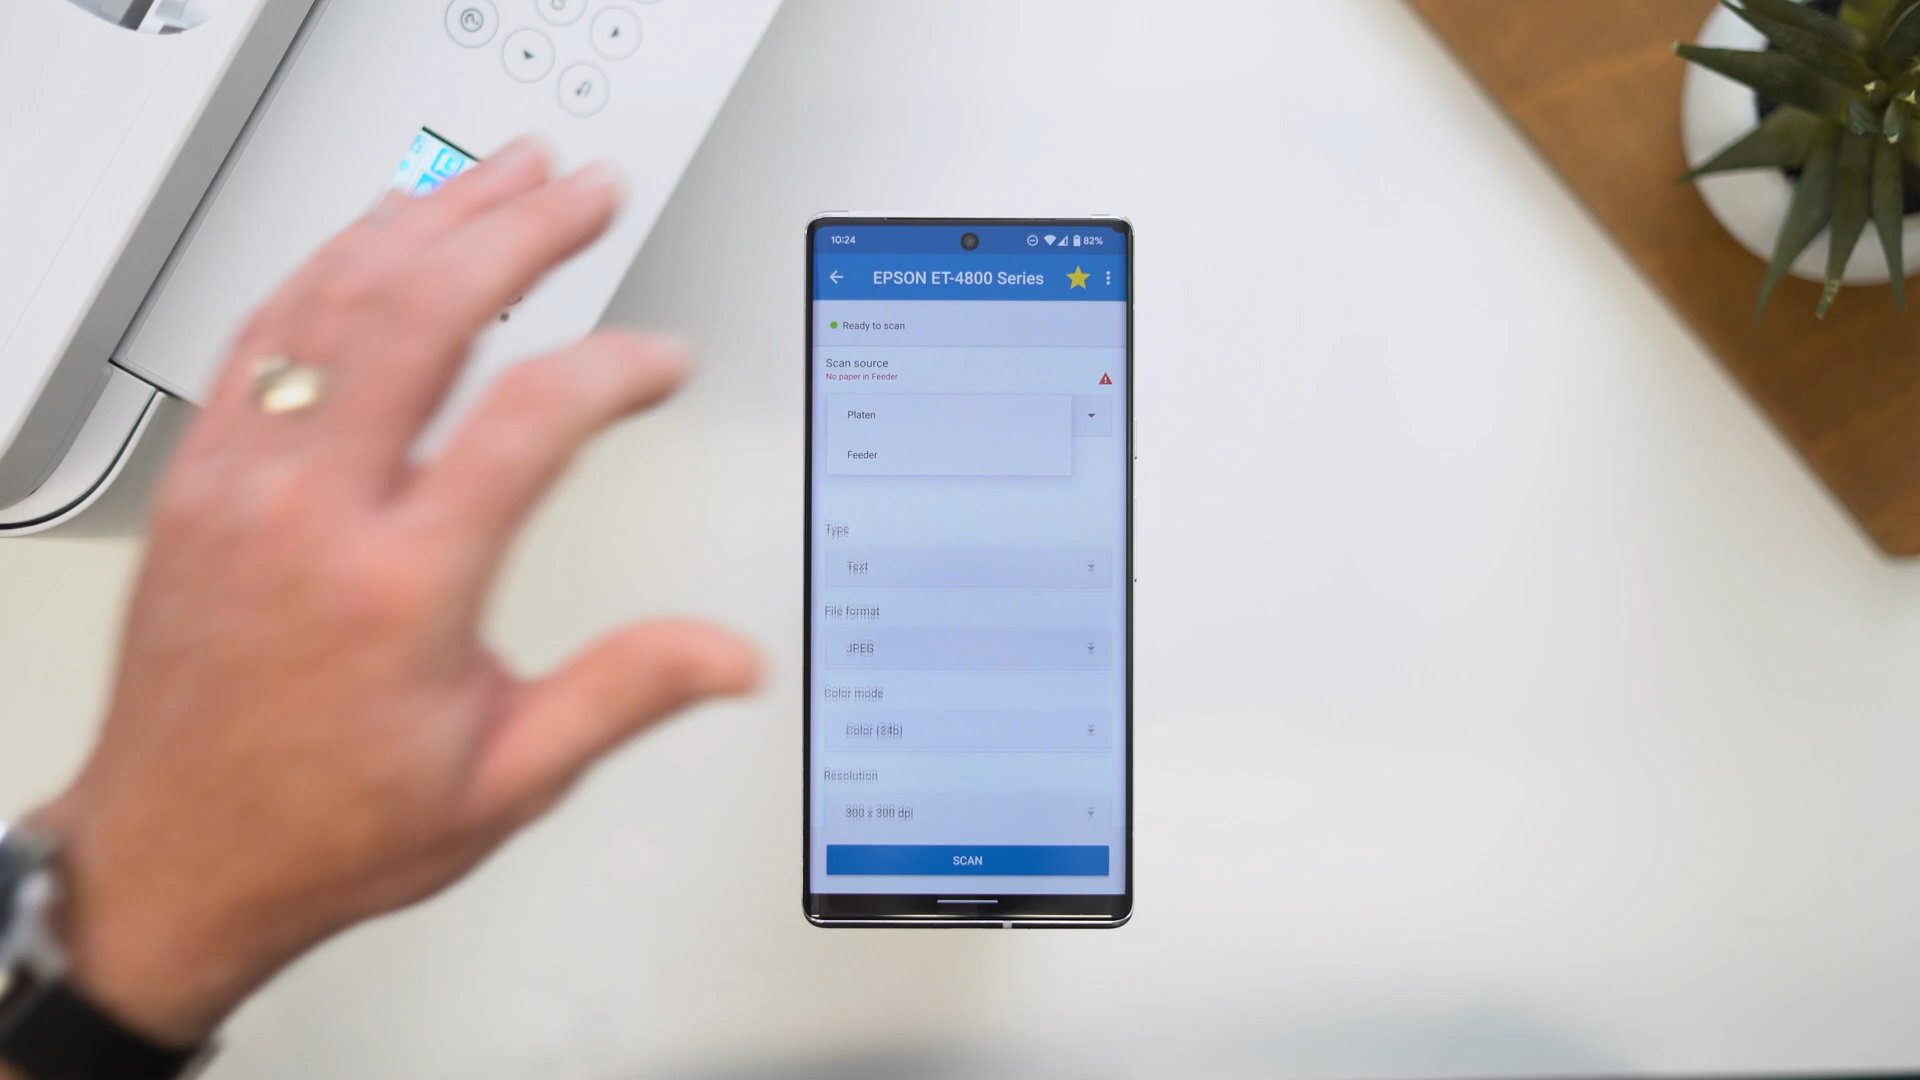 10:24
82%
EPSON ET-4800 Series
Ready to scan
Scan source
No paper in Feeder
Platen
Feeder
Type
Text
File format
JPEG
Color mode
Color (24b)
Resolution
300 x 300 dpi
SCAN